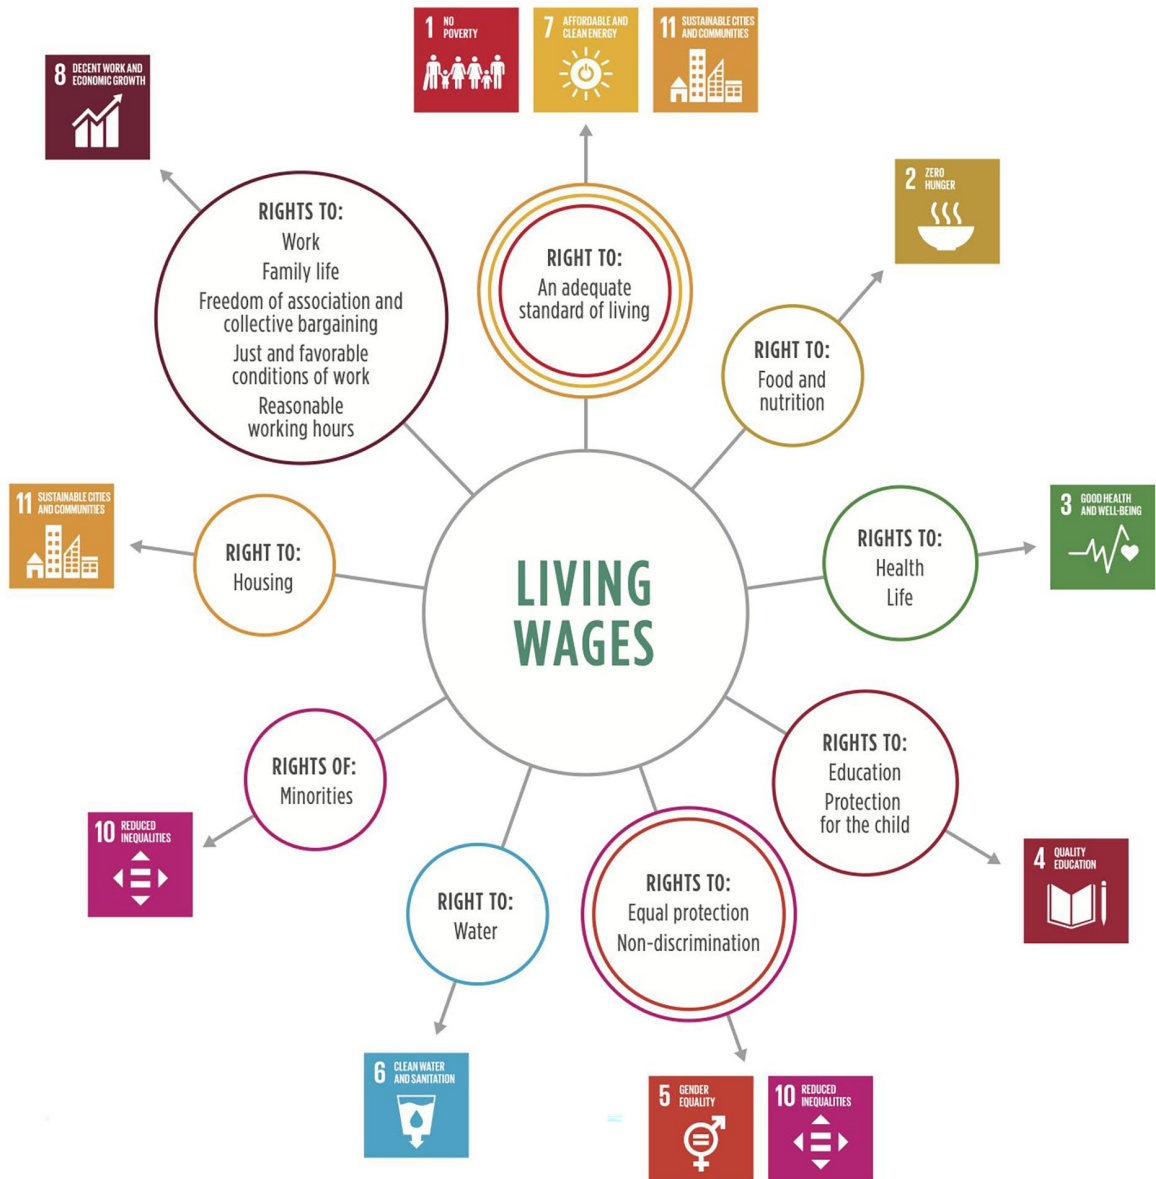 1 NO
POVERTY
7 AFFORDABLE AND
CLEAN ENERGY
11 SUSTAINABLE CITIES
AND COMMUNITIES
8 DECENT WORK AND
ECONOMIC GROWTH
2 ZERO
HUNGER
RIGHTS TO:
Work
Family life
Freedom of association and
collective bargaining
Just and favorable
conditions of work
Reasonable
working hours
RIGHT TO:
An adequate
standard of living
RIGHT TO:
Food and
nutrition
11 SUSTAINABLE CITIES
AND COMMUNITIES
RIGHT TO:
Housing
LIVING
WAGES
RIGHTS TO:
Health
Life
3 GOOD HEALTH
AND WELL-BEING
RIGHTS OF:
Minorities
10 REDUCED
INEQUALITIES
RIGHTS TO:
Education
Protection
for the child
4 QUALITY
EDUCATION
RIGHT TO:
Water
RIGHTS TO:
Equal protection
Non-discrimination
6 CLEAN WATER
AND SANITATION
5 GENDER
EQUALITY
10 REDUCED
INEQUALITIES